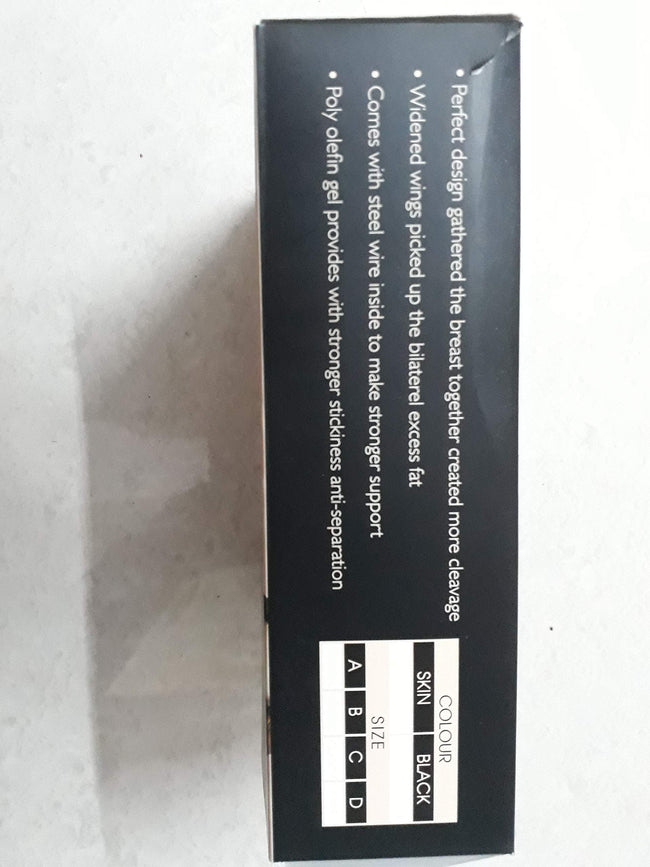 • Perfect design gathered the breast together created more cleavage
• Widened wings picked up the bilaterel excess fat
• Comes with steel wire inside to make stronger support
• Poly olefin gel provides with stronger stickiness anti-separation
COLOUR
SKIN BLACK
SIZE
A B C D